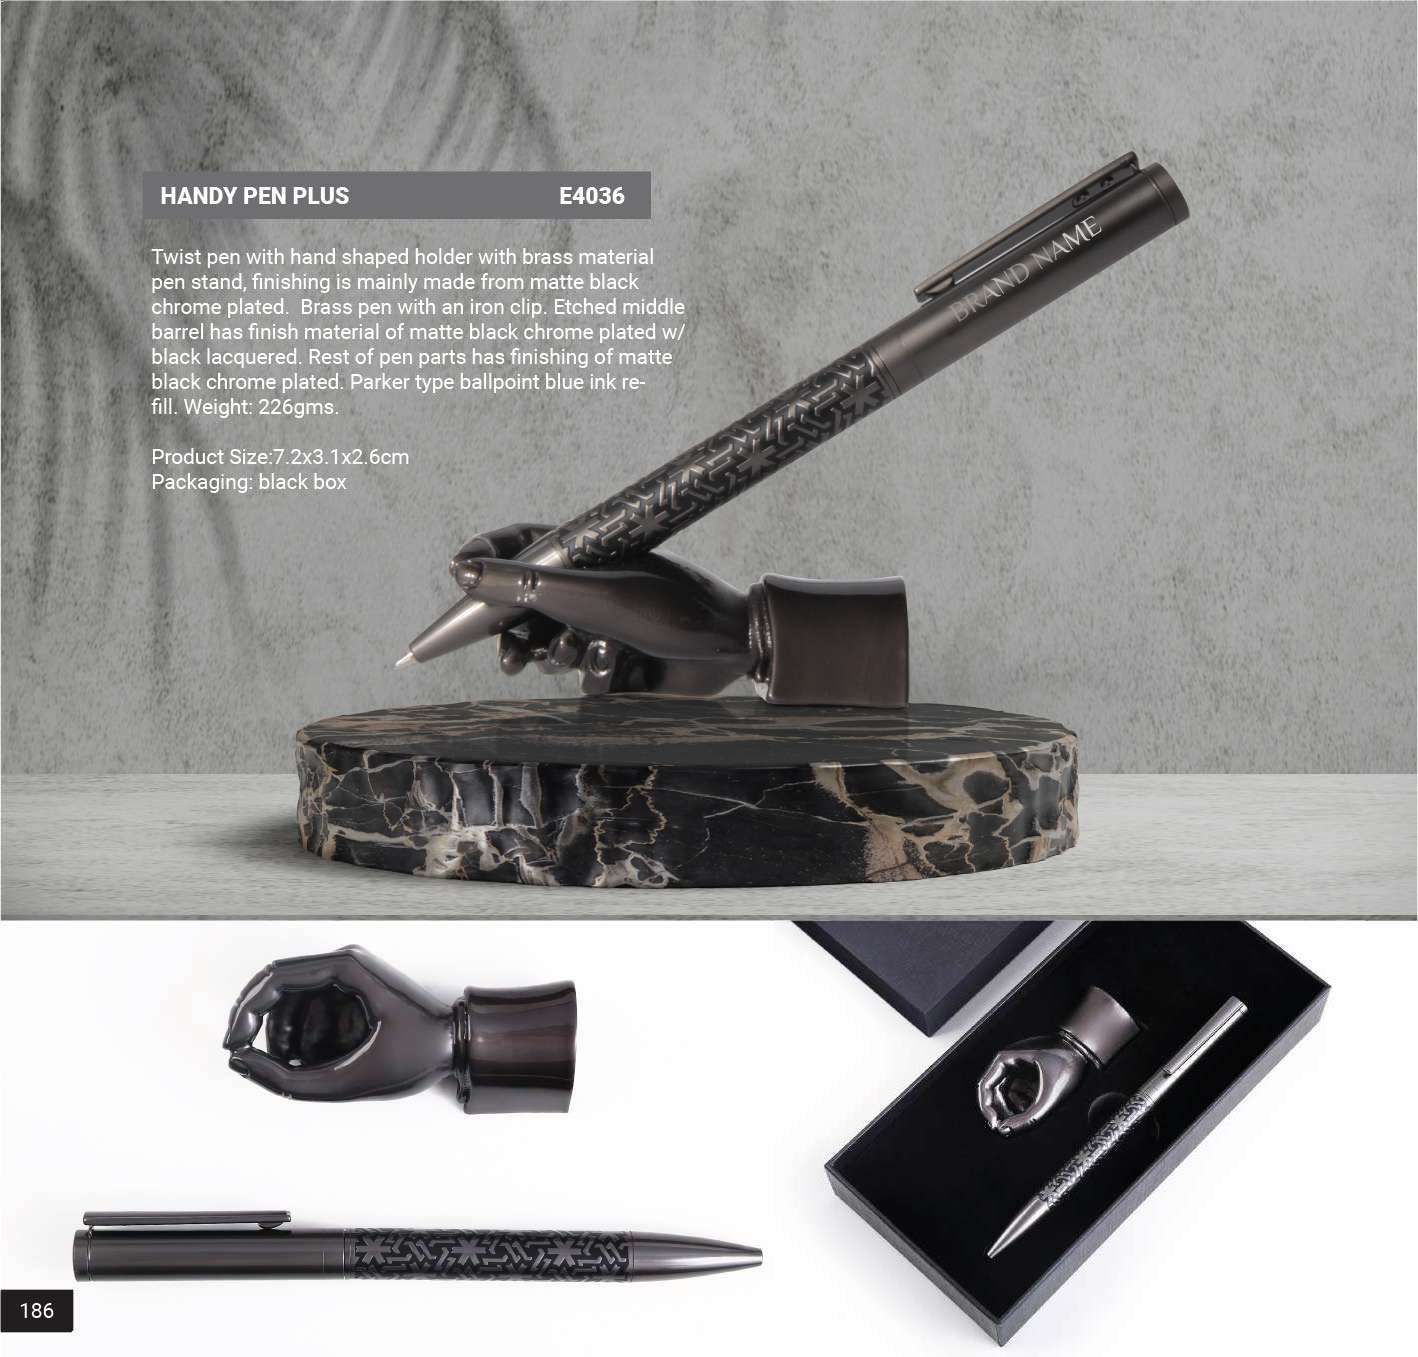 HANDY PEN PLUS E4036
Twist pen with hand shaped holder with brass material
pen stand, finishing is mainly made from matte black
chrome plated.  Brass pen with an iron clip. Etched middle
barrel has finish material of matte black chrome plated w/
black lacquered. Rest of pen parts has finishing of matte
black chrome plated. Parker type ballpoint blue ink re-
fill. Weight: 226gms.
Product Size:7.2x3.1x2.6cm
Packaging: black box
BRAND NAME
186